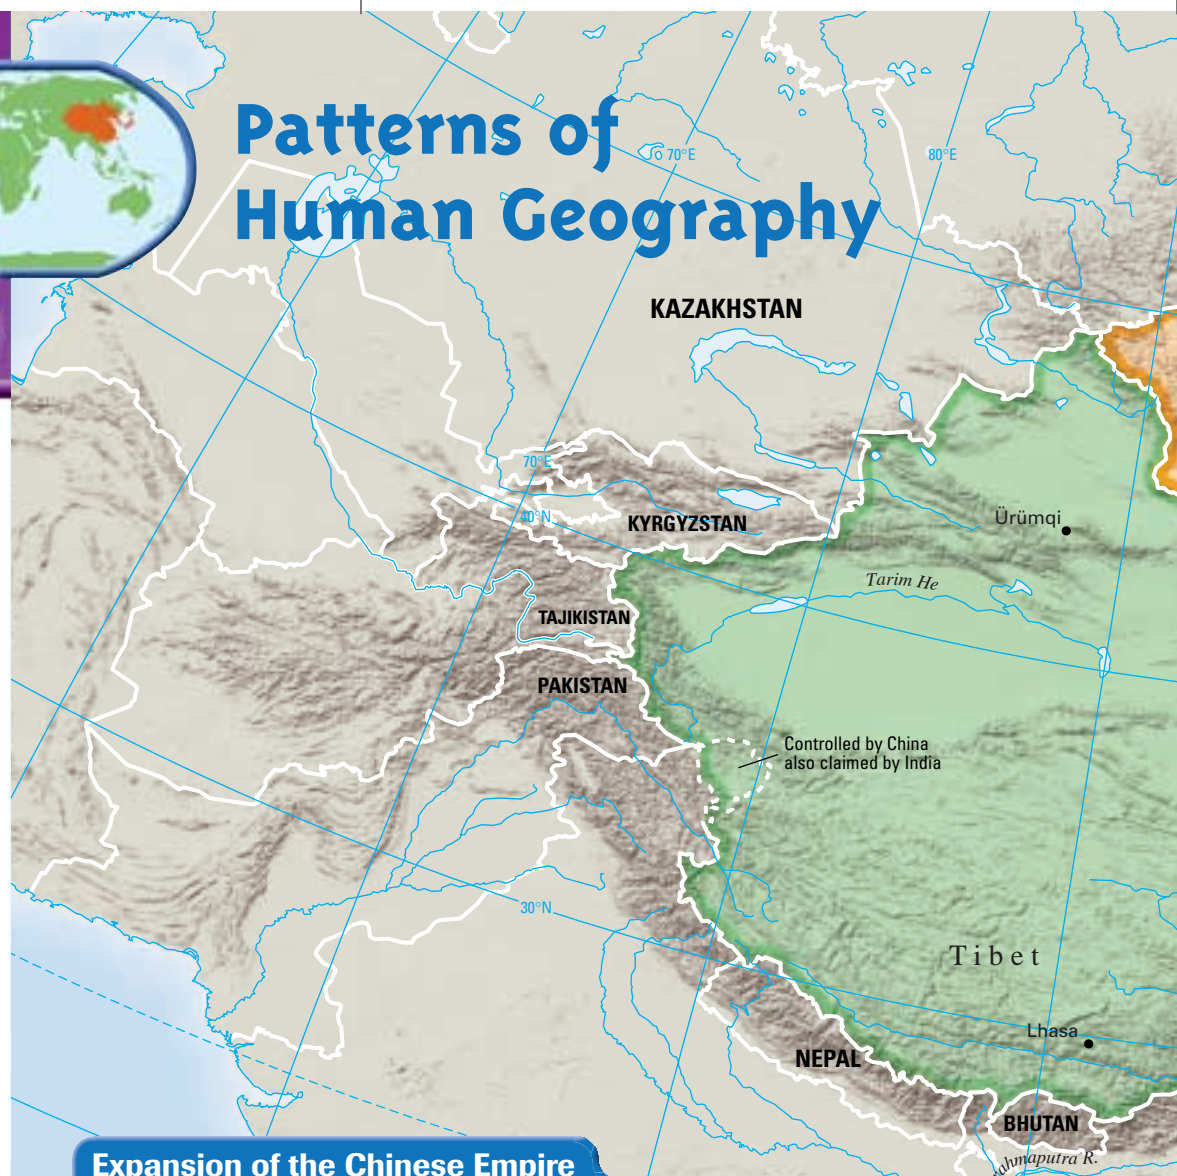 Patterns of
Human Geography
70°E
80°E
KAZAKHSTAN
70°E
40°N
KYRGYZSTAN
Ürümqi
Tarim He
TAJIKISTAN
PAKISTAN
Controlled by China
also claimed by India
30°N
Tibet
Lhasa
NEPAL
BHUTAN
ahmaputra R.
Expansion of the Chinese Empire